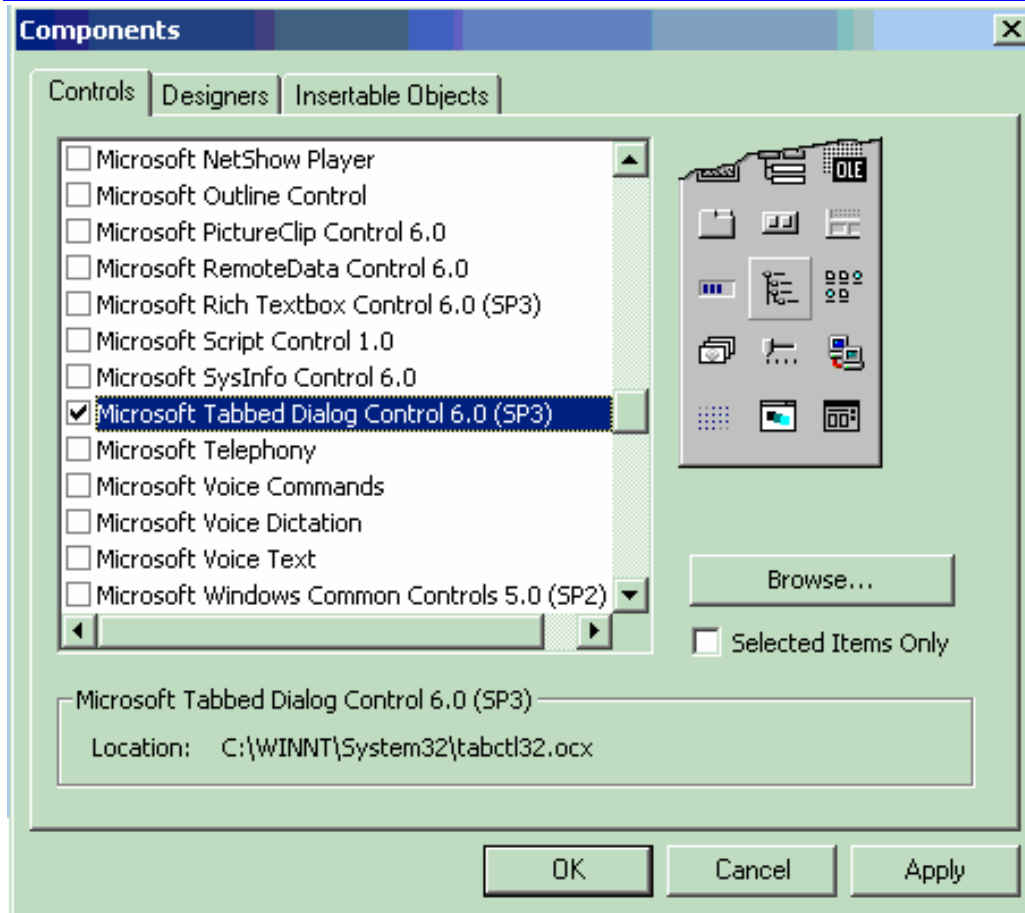 Components
Controls Designers Insertable Objects
Microsoft NetShow Player
Microsoft Outline Control
Microsoft PictureClip Control 6.0
Microsoft RemoteData Control 6.0
Microsoft Rich Textbox Control 6.0 (SP3)
Microsoft Script Control 1.0
Microsoft SysInfo Control 6.0
Microsoft Tabbed Dialog Control 6.0 (SP3)
Microsoft Telephony
Microsoft Voice Commands
Microsoft Voice Dictation
Microsoft Voice Text
Microsoft Windows Common Controls 5.0 (SP2)
OLE
Browse...
Selected Items Only
Microsoft Tabbed Dialog Control 6.0 (SP3)
Location: C:\WINNT\System32\tabctl32.ocx
OK Cancel Apply